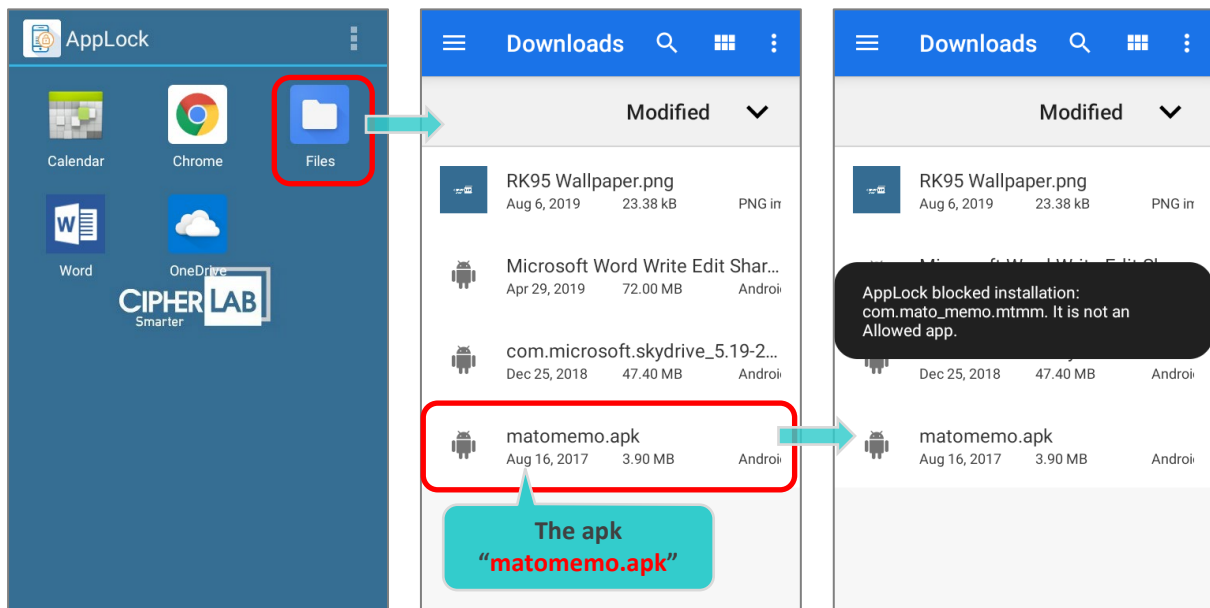 AppLock
Calendar
Chrome
Files
Word
OneDrive
CIPHER LAB
Smarter
Downloads
Modified
RK95 Wallpaper.png
Aug 6, 2019 23.38 kB PNG im
Microsoft Word Write Edit Shar...
Apr 29, 2019 72.00 MB Androi
com.microsoft.skydrive_5.19-2...
Dec 25, 2018 47.40 MB Androi
matomemo.apk
Aug 16, 2017 3.90 MB Androi
The apk
“matomemo.apk”
Downloads
Modified
RK95 Wallpaper.png
Aug 6, 2019 23.38 kB PNG im
AppLock blocked installation:
com.mato_memo.mtmm. It is not an
Allowed app.
Dec 25, 2018 47.40 MB Androi
matomemo.apk
Aug 16, 2017 3.90 MB Androi